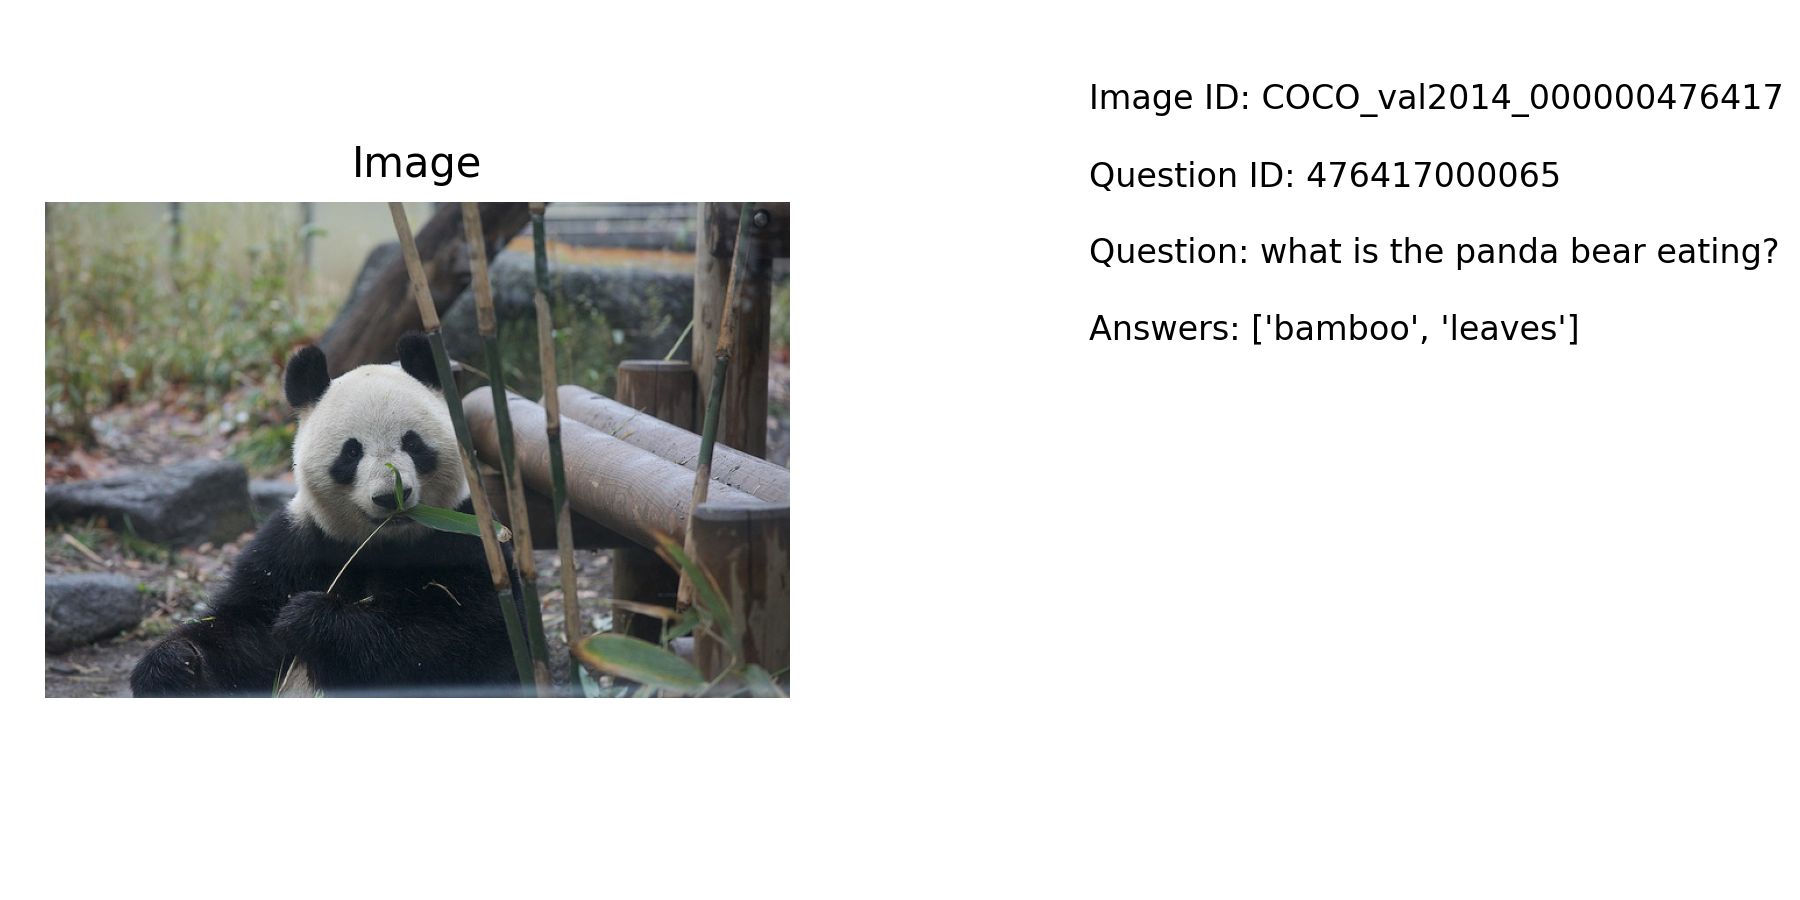 Image
Image ID: COCO_val2014_000000476417
Question ID: 476417000065
Question: what is the panda bear eating?
Answers: ['bamboo', 'leaves']